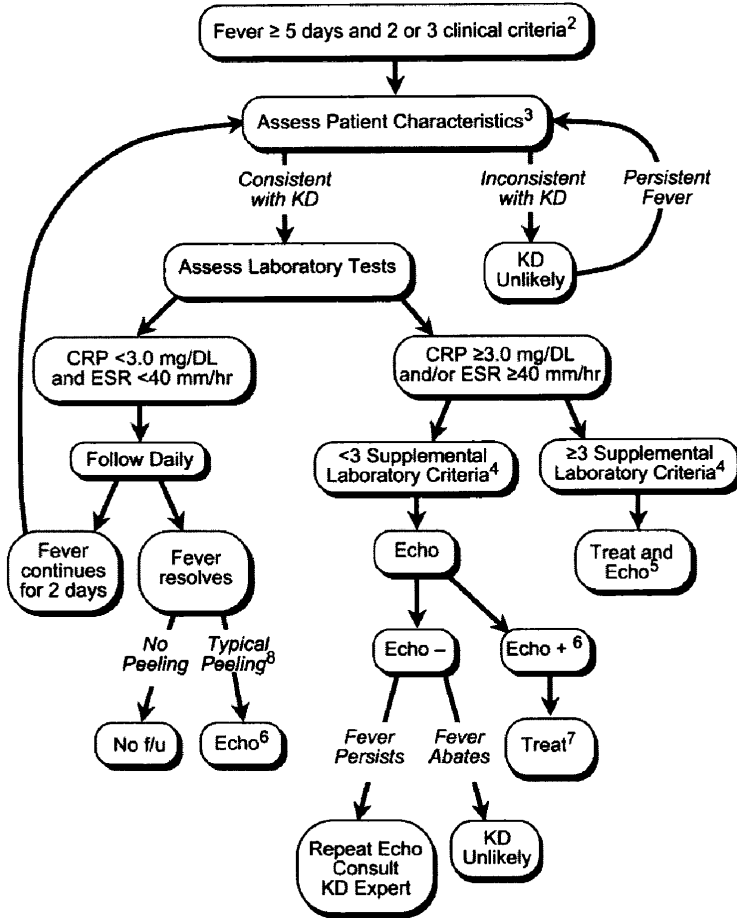 Fever ≥ 5 days and 2 or 3 clinical criteria²
Assess Patient Characteristics³
Consistent
with KD
Inconsistent
with KD
Persistent
Fever
Assess Laboratory Tests
KD
Unlikely
CRP <3.0 mg/DL
and ESR <40 mm/hr
CRP ≥3.0 mg/DL
and/or ESR ≥40 mm/hr
Follow Daily
<3 Supplemental
Laboratory Criteria⁴
≥3 Supplemental
Laboratory Criteria⁴
Fever
continues
for 2 days
Fever
resolves
Echo
Treat and
Echo⁵
No
Peeling
Typical
Peeling⁸
Echo –
Echo + ⁶
No f/u
Echo⁶
Fever
Persists
Fever
Abates
Treat⁷
Repeat Echo
Consult
KD Expert
KD
Unlikely